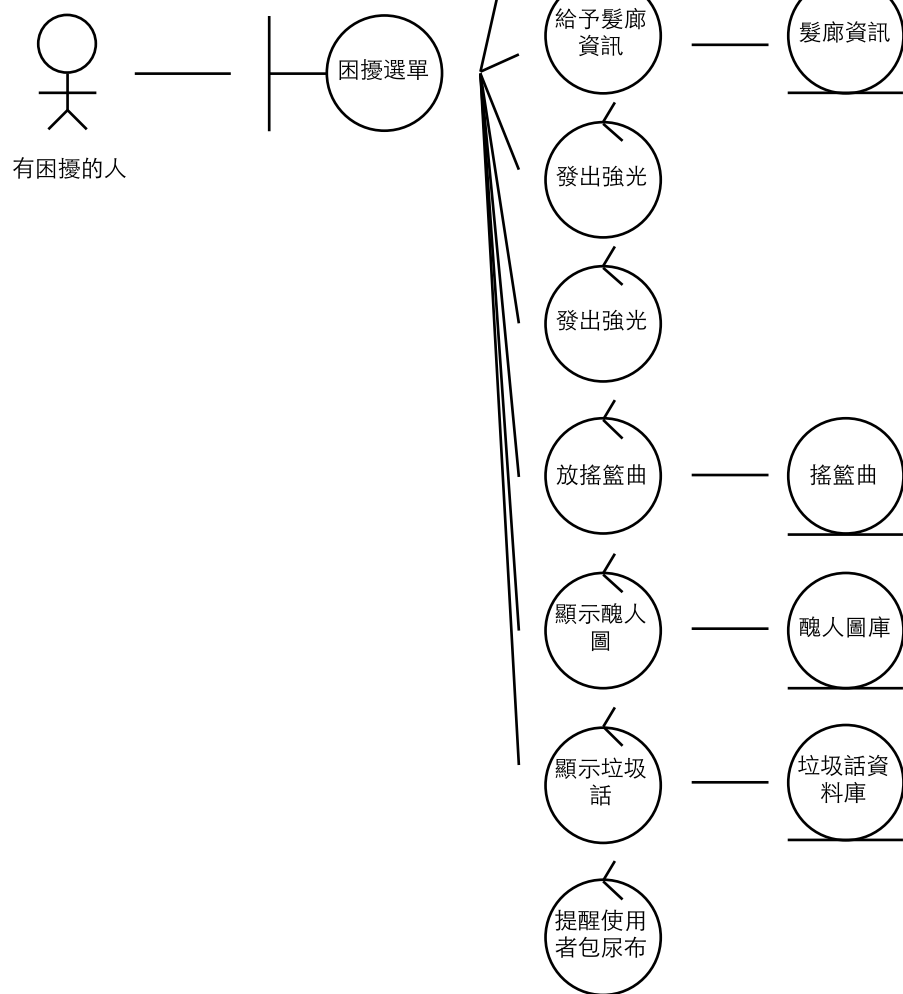 給予髮廊
資訊
髮廊資訊
困擾選單
有困擾的人
發出強光
發出強光
放搖籃曲
搖籃曲
顯示醜人
圖
醜人圖庫
顯示垃圾
話
垃圾話資
料庫
提醒使用
者包尿布